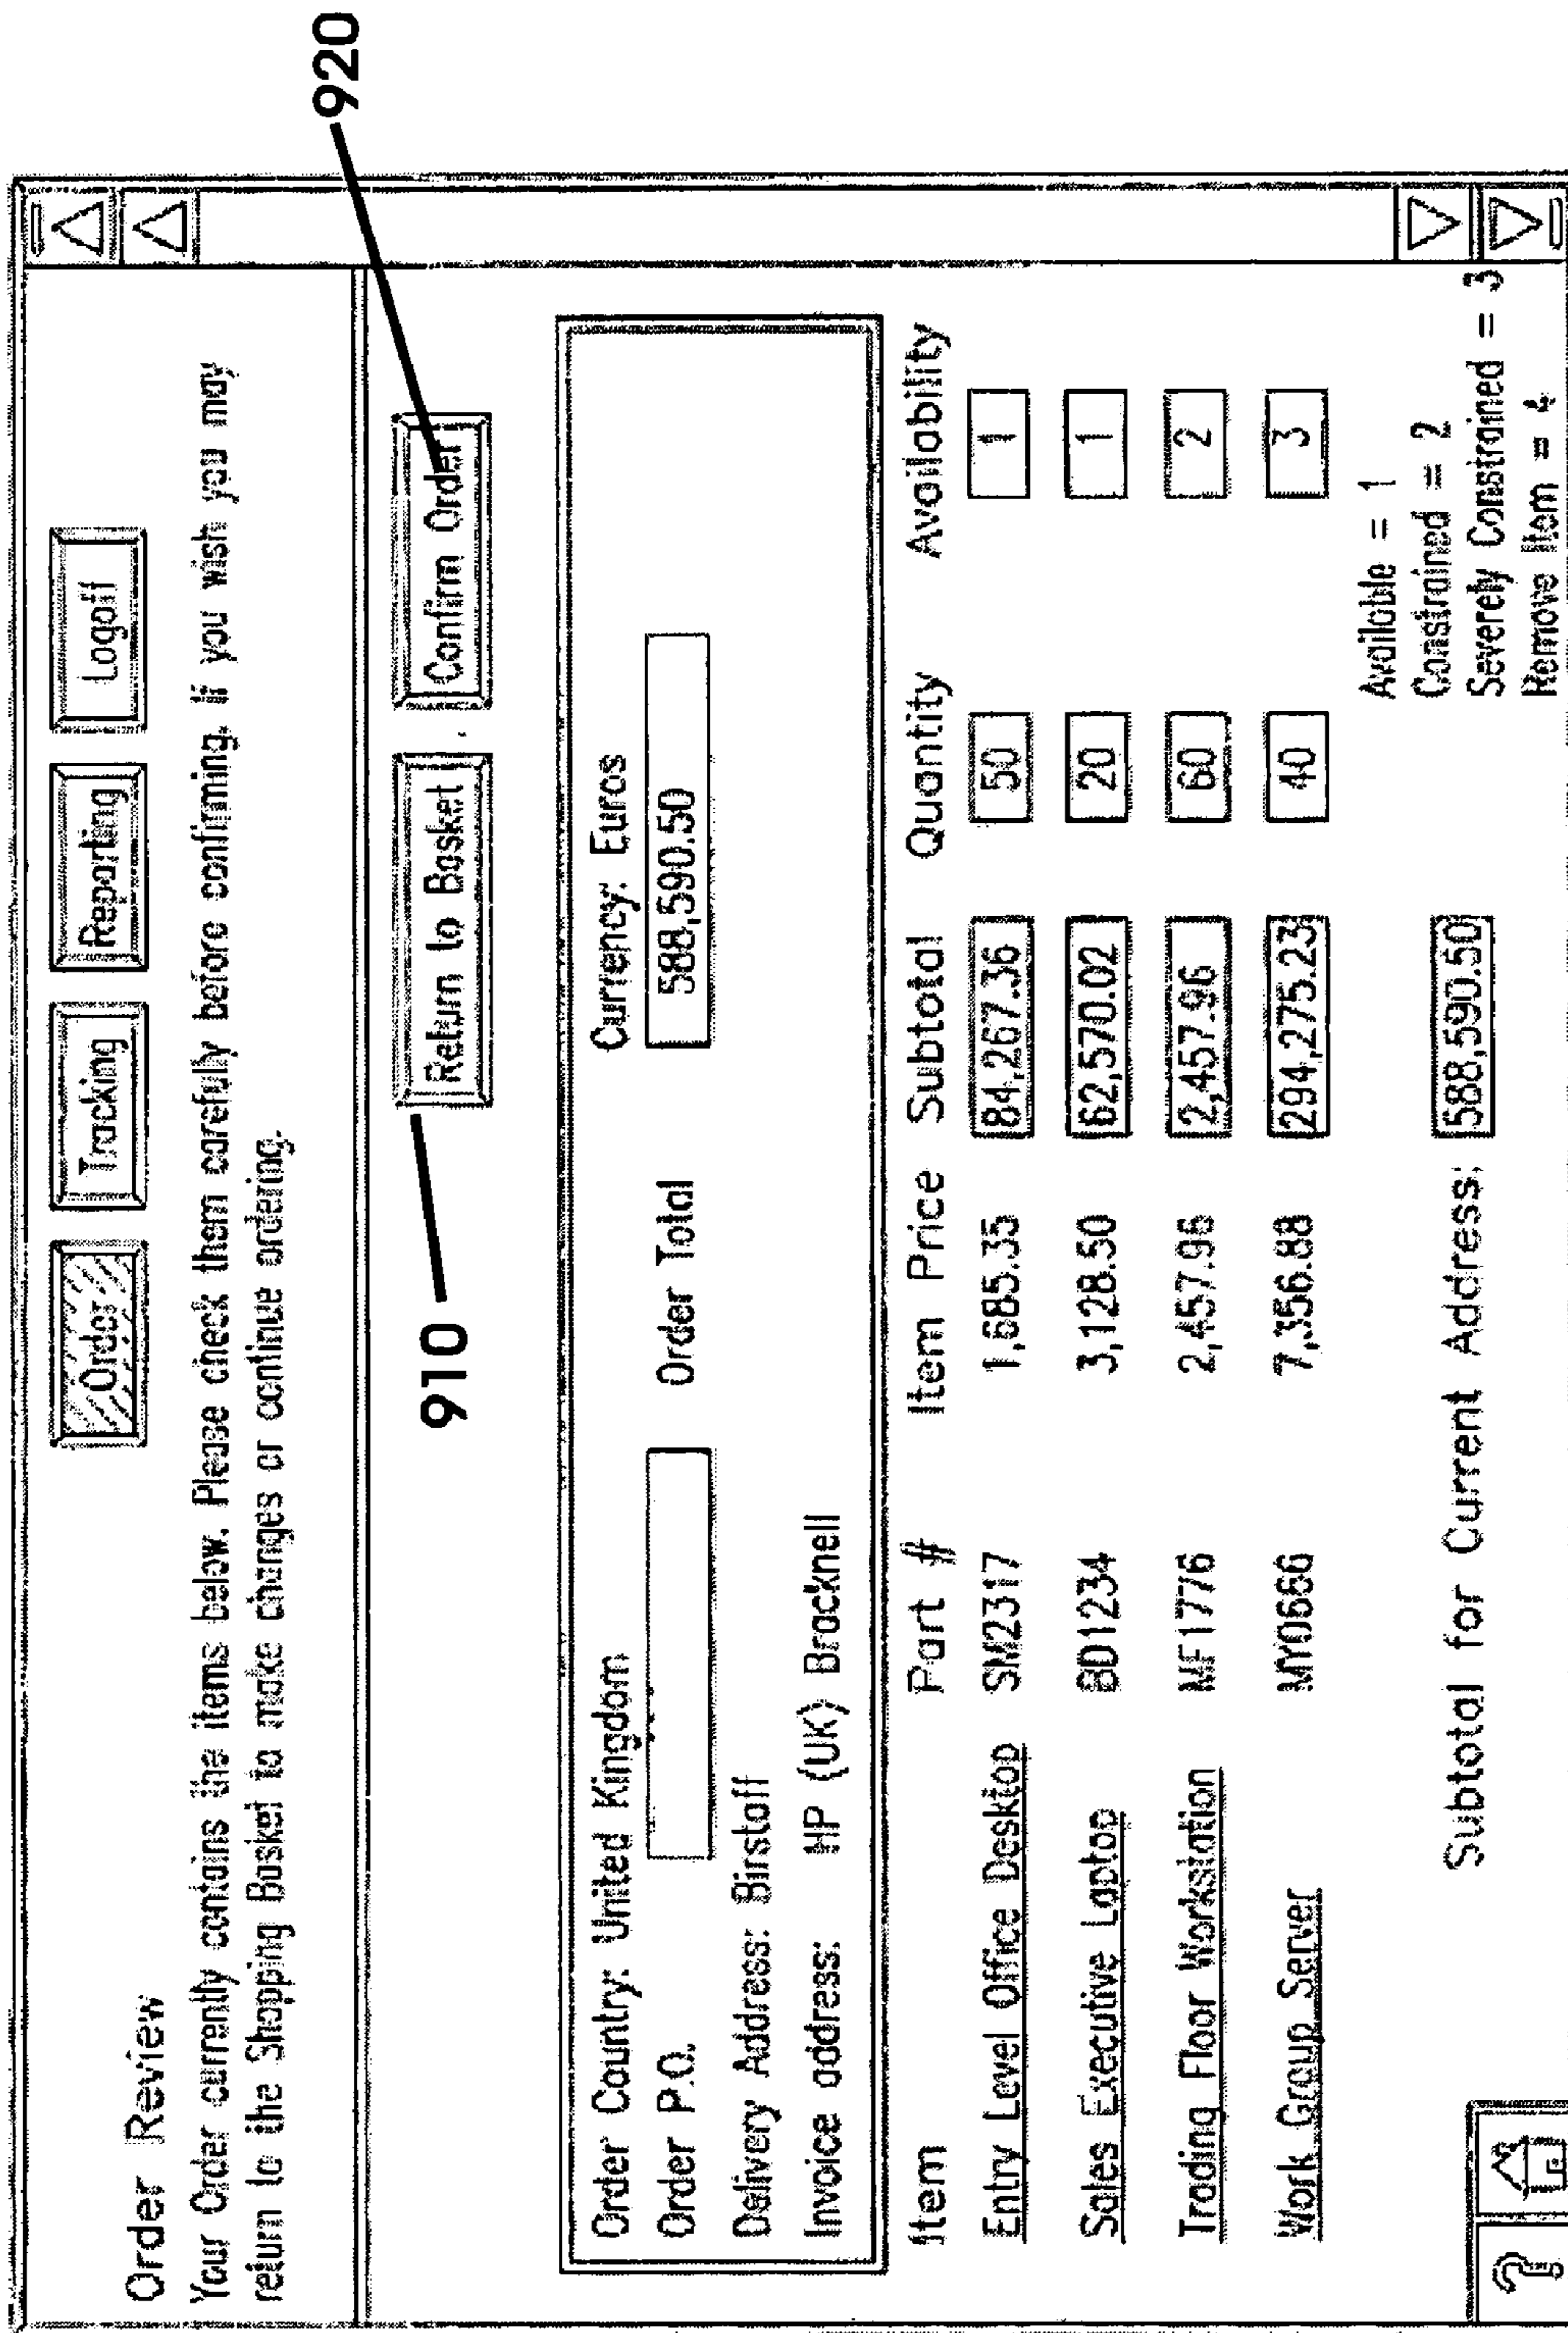 920
Order Tracking Reporting Logoff
Order Review
Your Order currently contains the items below. Please check them carefully before confirming. If you wish you may
return to the Shopping Basket to make changes or continue ordering.
910
Return to Basket Confirm Order
Order Country: United Kingdom Currency: Euros
Order P.O. Order Total 588,590.50
Delivery Address: Birstoff
Invoice address: HP (UK) Bracknell
Item Part # Item Price Subtotal Quantity Availability
Entry Level Office Desktop SM2317 1,685.35 84,267.36 50 1
Sales Executive Laptop BD1234 3,128.50 62,570.02 20 1
Trading Floor Workstation MF1776 2,457.96 2,457.96 60 2
Work Group Server MY0666 7,356.88 294,275.23 40 3
Available = 1
Constrained = 2
Subtotal for Current Address: 588,590.50
Severely Constrained = 3
Remove Item = 4
?